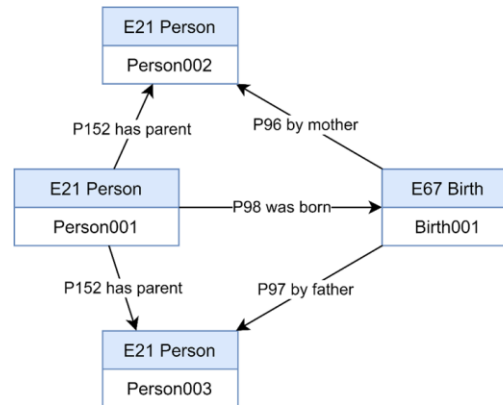 E21 Person
Person002
P152 has parent
P96 by mother
E21 Person
Person001
P98 was born
E67 Birth
Birth001
P152 has parent
P97 by father
E21 Person
Person003